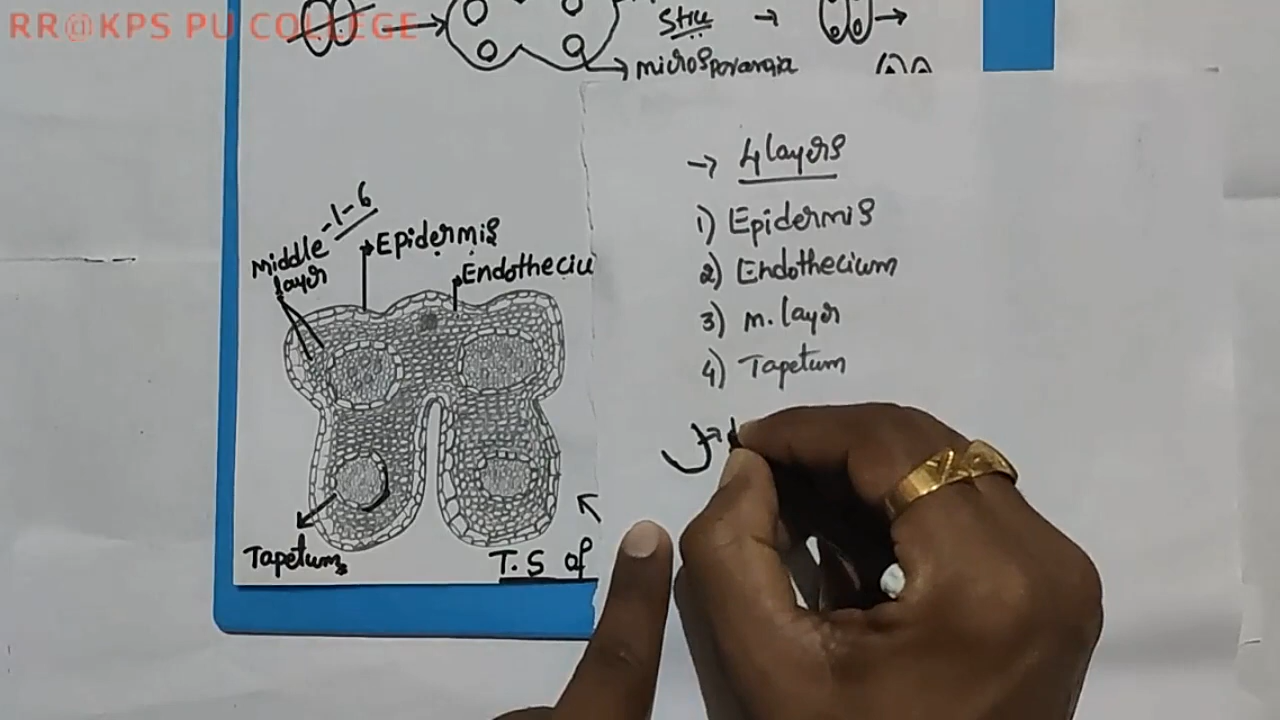 RR@KPS PU COLLEGE
microsporangia
→ 4 layers
1) Epidermis
2) Endothecium
3) m. layer
4) Tapetum
Middle - 1-6
layer
Epidermis
Endotheciu
Tapetum
T.S of